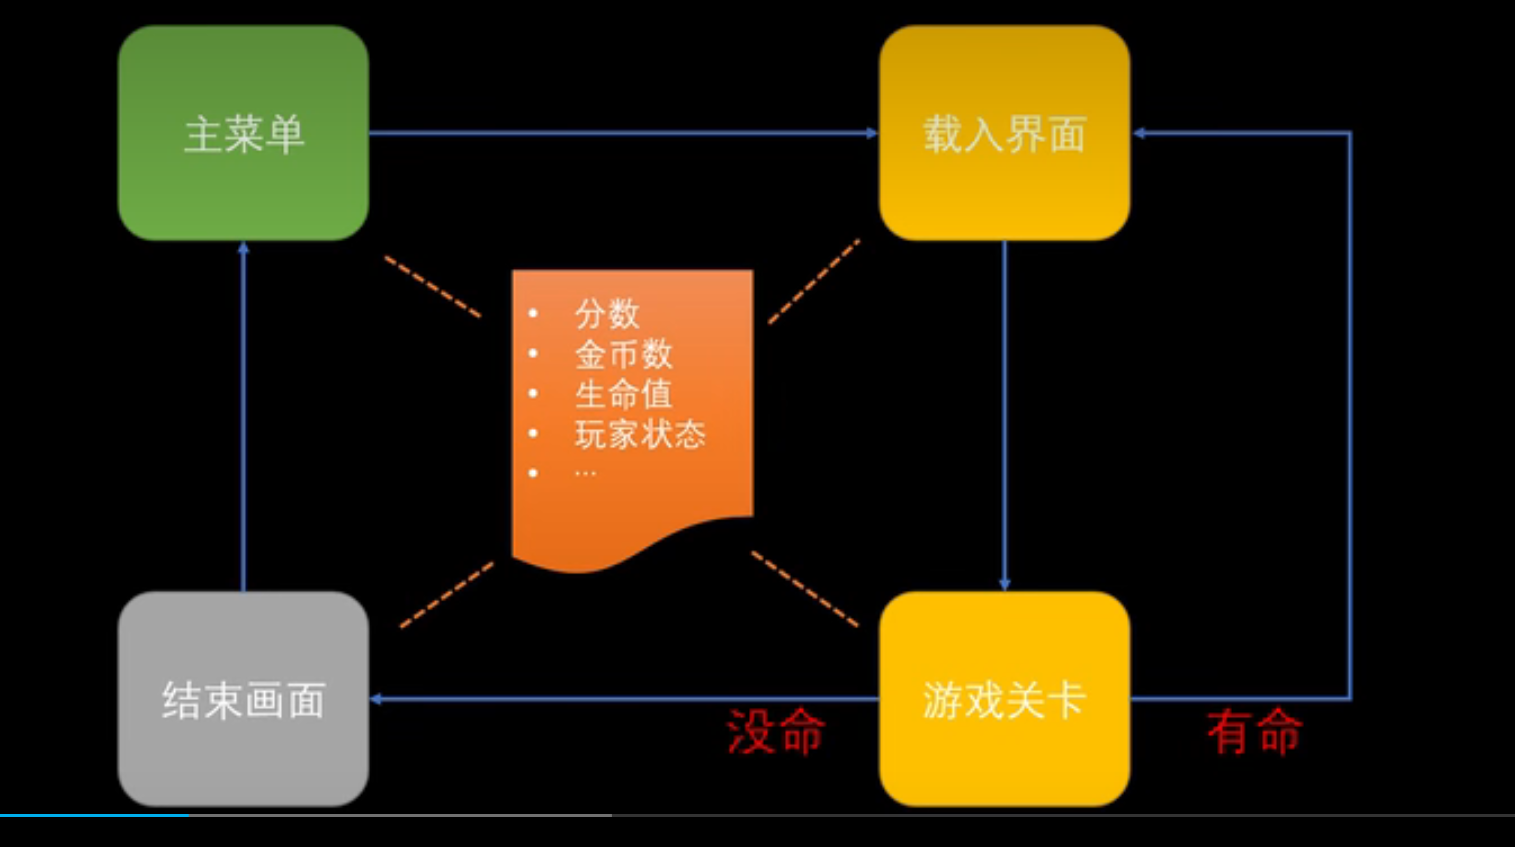 主菜单
载入界面
• 分数
• 金币数
• 生命值
• 玩家状态
• ...
结束画面
游戏关卡
没命
有命